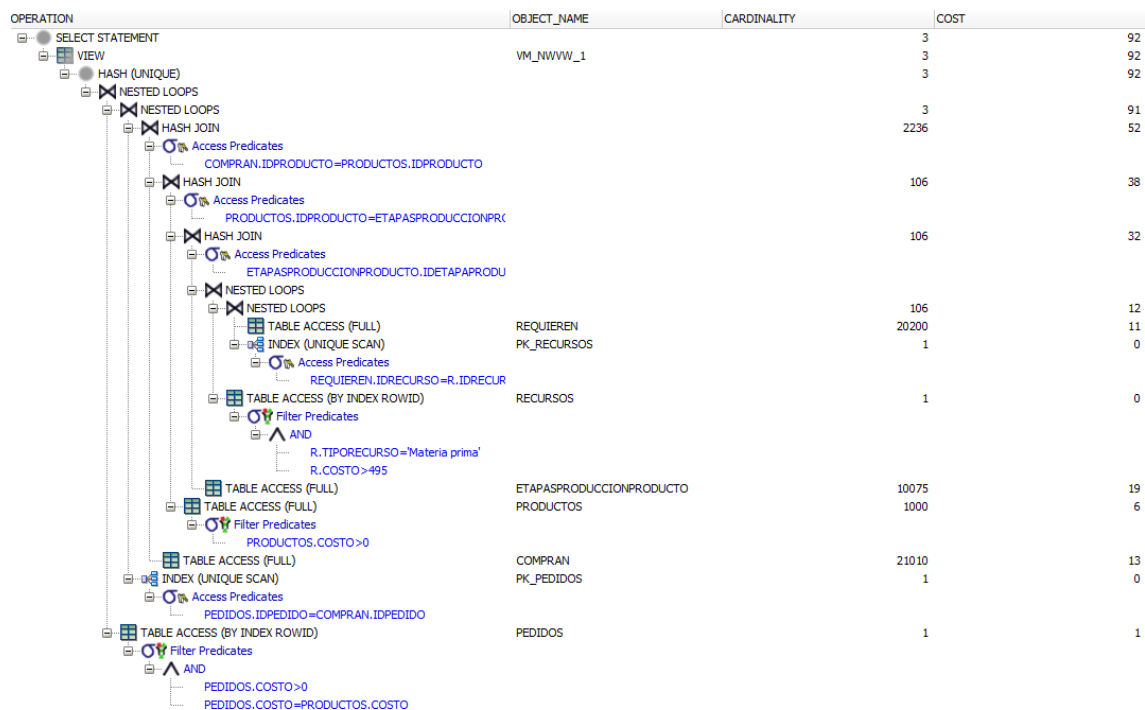 OPERATION OBJECT_NAME CARDINALITY COST
SELECT STATEMENT 3 92
VIEW VM_NWVW_1 3 92
HASH (UNIQUE) 3 92
NESTED LOOPS
NESTED LOOPS 3 91
HASH JOIN 2236 52
Access Predicates
COMPRAN.IDPRODUCTO=PRODUCTOS.IDPRODUCTO
HASH JOIN 106 38
Access Predicates
PRODUCTOS.IDPRODUCTO=ETAPASPRODUCCIONPRO
HASH JOIN 106 32
Access Predicates
ETAPASPRODUCCIONPRODUCTO.IDETAPAPRODU
NESTED LOOPS
NESTED LOOPS 106 12
TABLE ACCESS (FULL) REQUIEREN 20200 11
INDEX (UNIQUE SCAN) PK_RECURSOS 1 0
Access Predicates
REQUIEREN.IDRECURSO=R.IDRECUR
TABLE ACCESS (BY INDEX ROWID) RECURSOS 1 0
Filter Predicates
AND
R.TIPORECURSO='Materia prima'
R.COSTO>495
TABLE ACCESS (FULL) ETAPASPRODUCCIONPRODUCTO 10075 19
TABLE ACCESS (FULL) PRODUCTOS 1000 6
Filter Predicates
PRODUCTOS.COSTO>0
TABLE ACCESS (FULL) COMPRAN 21010 13
INDEX (UNIQUE SCAN) PK_PEDIDOS 1 0
Access Predicates
PEDIDOS.IDPEDIDO=COMPRAN.IDPEDIDO
TABLE ACCESS (BY INDEX ROWID) PEDIDOS 1 1
Filter Predicates
AND
PEDIDOS.COSTO>0
PEDIDOS.COSTO=PRODUCTOS.COSTO